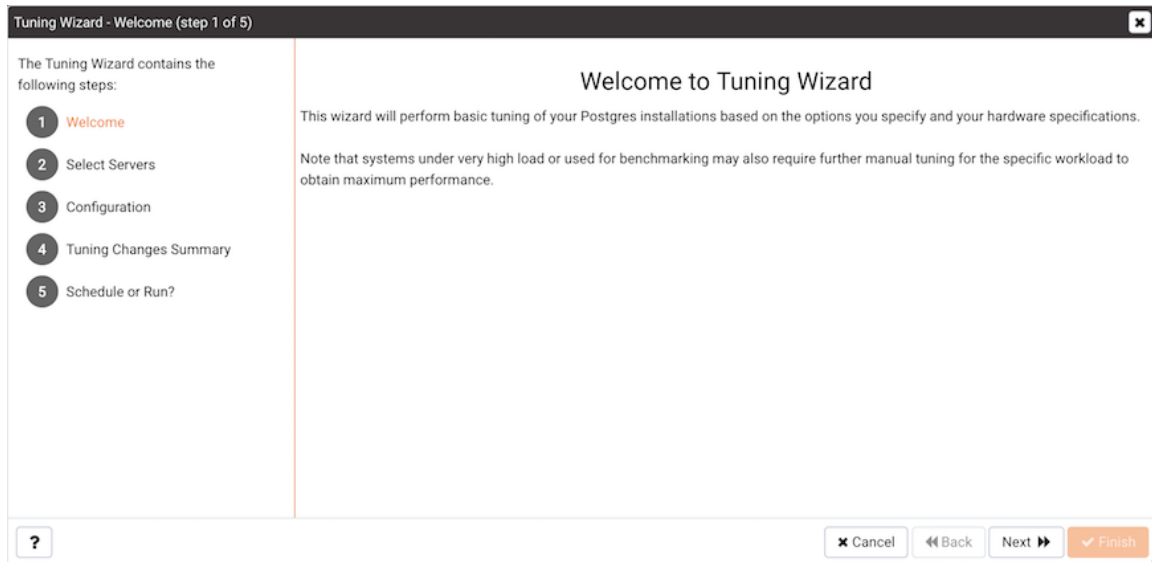 Tuning Wizard - Welcome (step 1 of 5)
The Tuning Wizard contains the
following steps:
1 Welcome
2 Select Servers
3 Configuration
4 Tuning Changes Summary
5 Schedule or Run?
Welcome to Tuning Wizard
This wizard will perform basic tuning of your Postgres installations based on the options you specify and your hardware specifications.
Note that systems under very high load or used for benchmarking may also require further manual tuning for the specific workload to
obtain maximum performance.
?
Cancel
Back
Next
Finish